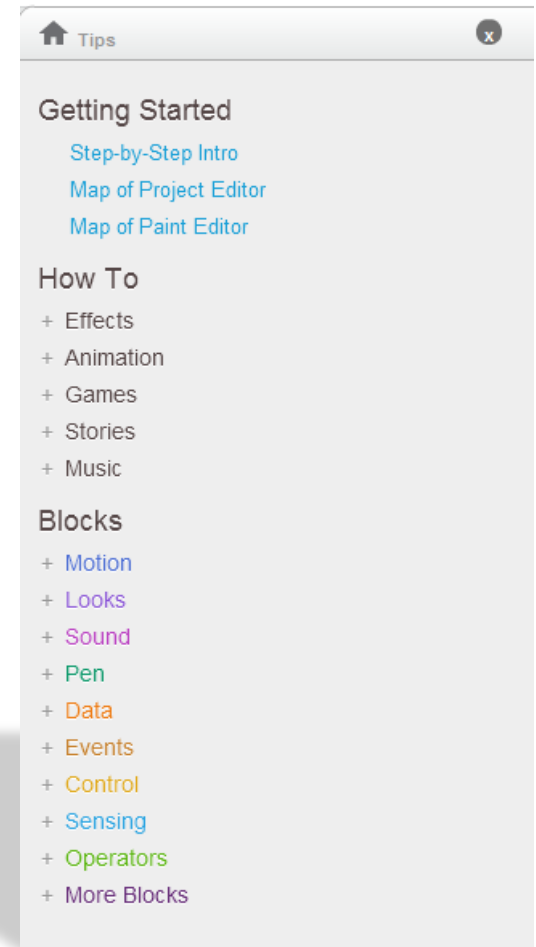 Tips
x
Getting Started
Step-by-Step Intro
Map of Project Editor
Map of Paint Editor
How To
+ Effects
+ Animation
+ Games
+ Stories
+ Music
Blocks
+ Motion
+ Looks
+ Sound
+ Pen
+ Data
+ Events
+ Control
+ Sensing
+ Operators
+ More Blocks